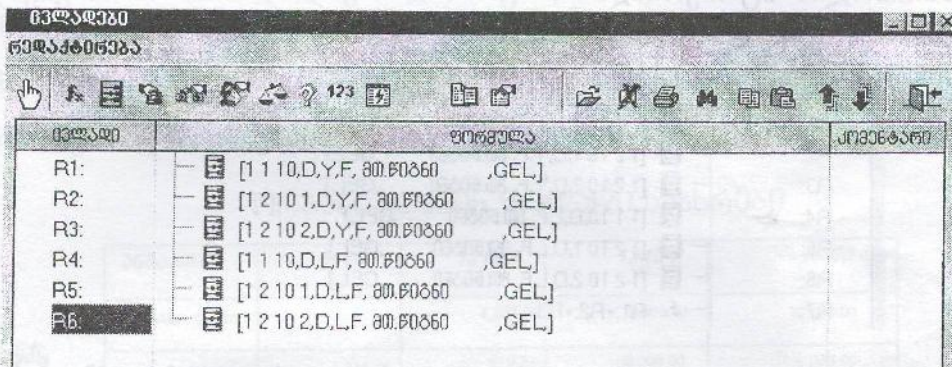 ცვლადები
რედაქტირება
fx 123
ცვლადი ფორმულა კომენტარი
R1: [1 1 10,D,Y,F, მთ.წიგნი ,GEL,]
R2: [1 2 10 1,D,Y,F, მთ.წიგნი ,GEL,]
R3: [1 2 10 2,D,Y,F, მთ.წიგნი ,GEL,]
R4: [1 1 10,D,L,F, მთ.წიგნი ,GEL,]
R5: [1 2 10 1,D,L,F, მთ.წიგნი ,GEL,]
R6: [1 2 10 2,D,L,F, მთ.წიგნი ,GEL,]